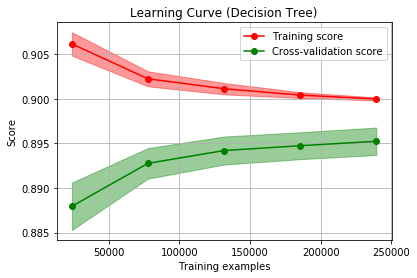 Learning Curve (Decision Tree)
Training score
Cross-validation score
Score
0.905
0.900
0.895
0.890
0.885
50000 100000 150000 200000 250000
Training examples